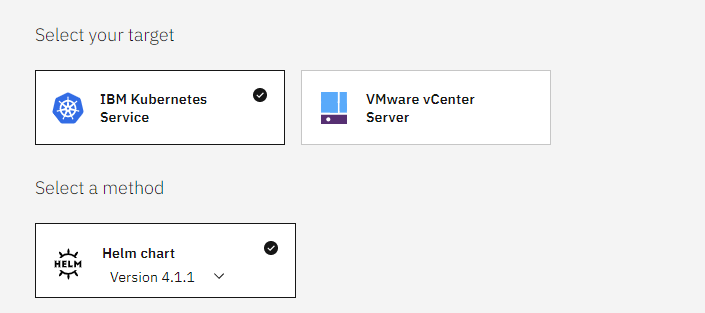 Select your target
IBM Kubernetes
Service
VMware vCenter
Server
Select a method
HELM
Helm chart
Version 4.1.1